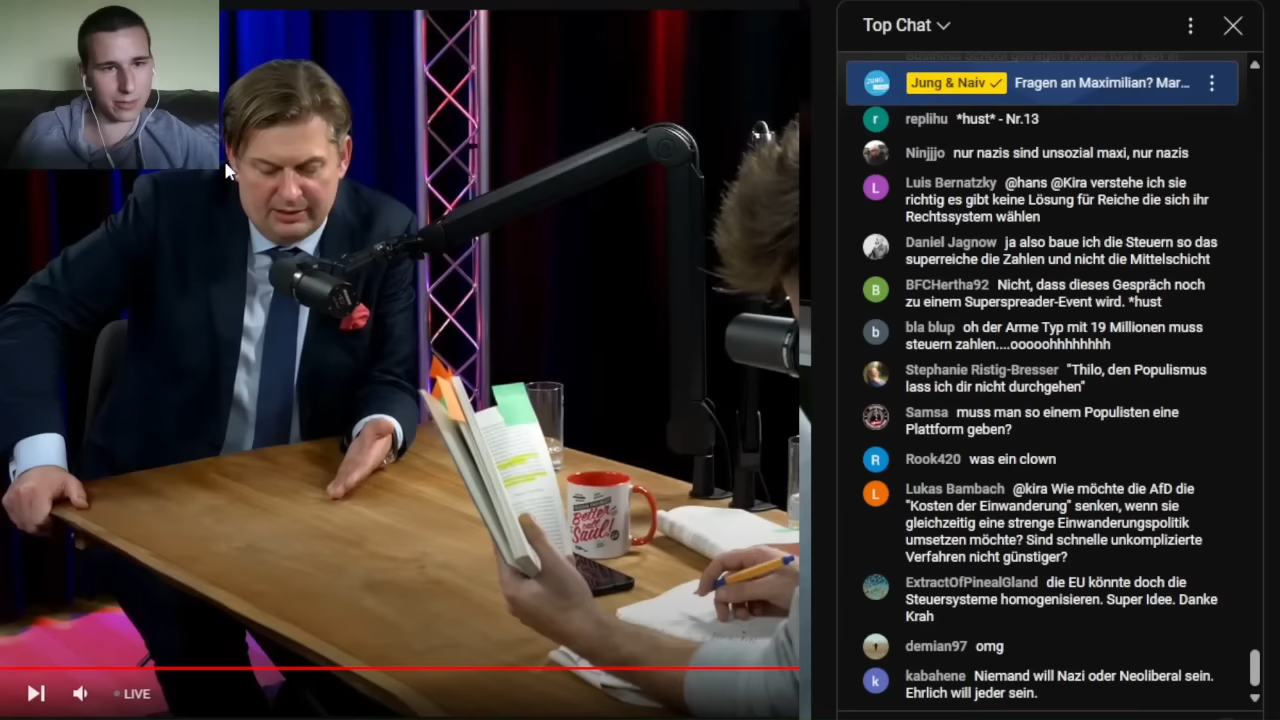 Top Chat
Jung & Naiv ✓ Fragen an Maximilian? Mar...
replihu *hust* - Nr.13
Ninjjjo nur nazis sind unsozial maxi, nur nazis
Luis Bernatzky @hans @Kira verstehe ich sie
richtig es gibt keine Lösung für Reiche die sich ihr
Rechtssystem wählen
Daniel Jagnow ja also baue ich die Steuern so das
superreiche die Zahlen und nicht die Mittelschicht
BFCHertha92 Nicht, dass dieses Gespräch noch
zu einem Superspreader-Event wird. *hust
bla blup oh der Arme Typ mit 19 Millionen muss
steuern zahlen....ooooohhhhhhhh
Stephanie Ristig-Bresser "Thilo, den Populismus
lass ich dir nicht durchgehen"
Samsa muss man so einem Populisten eine
Plattform geben?
Rook420 was ein clown
Lukas Bambach @kira Wie möchte die AfD die
"Kosten der Einwanderung" senken, wenn sie
gleichzeitig eine strenge Einwanderungspolitik
umsetzen möchte? Sind schnelle unkomplizierte
Verfahren nicht günstiger?
ExtractOfPinealGland die EU könnte doch die
Steuersysteme homogenisieren. Super Idee. Danke
Krah
demian97 omg
kabahene Niemand will Nazi oder Neoliberal sein.
Ehrlich will jeder sein.
r
L
B
b
R
L
k
Better
Saul!
LIVE